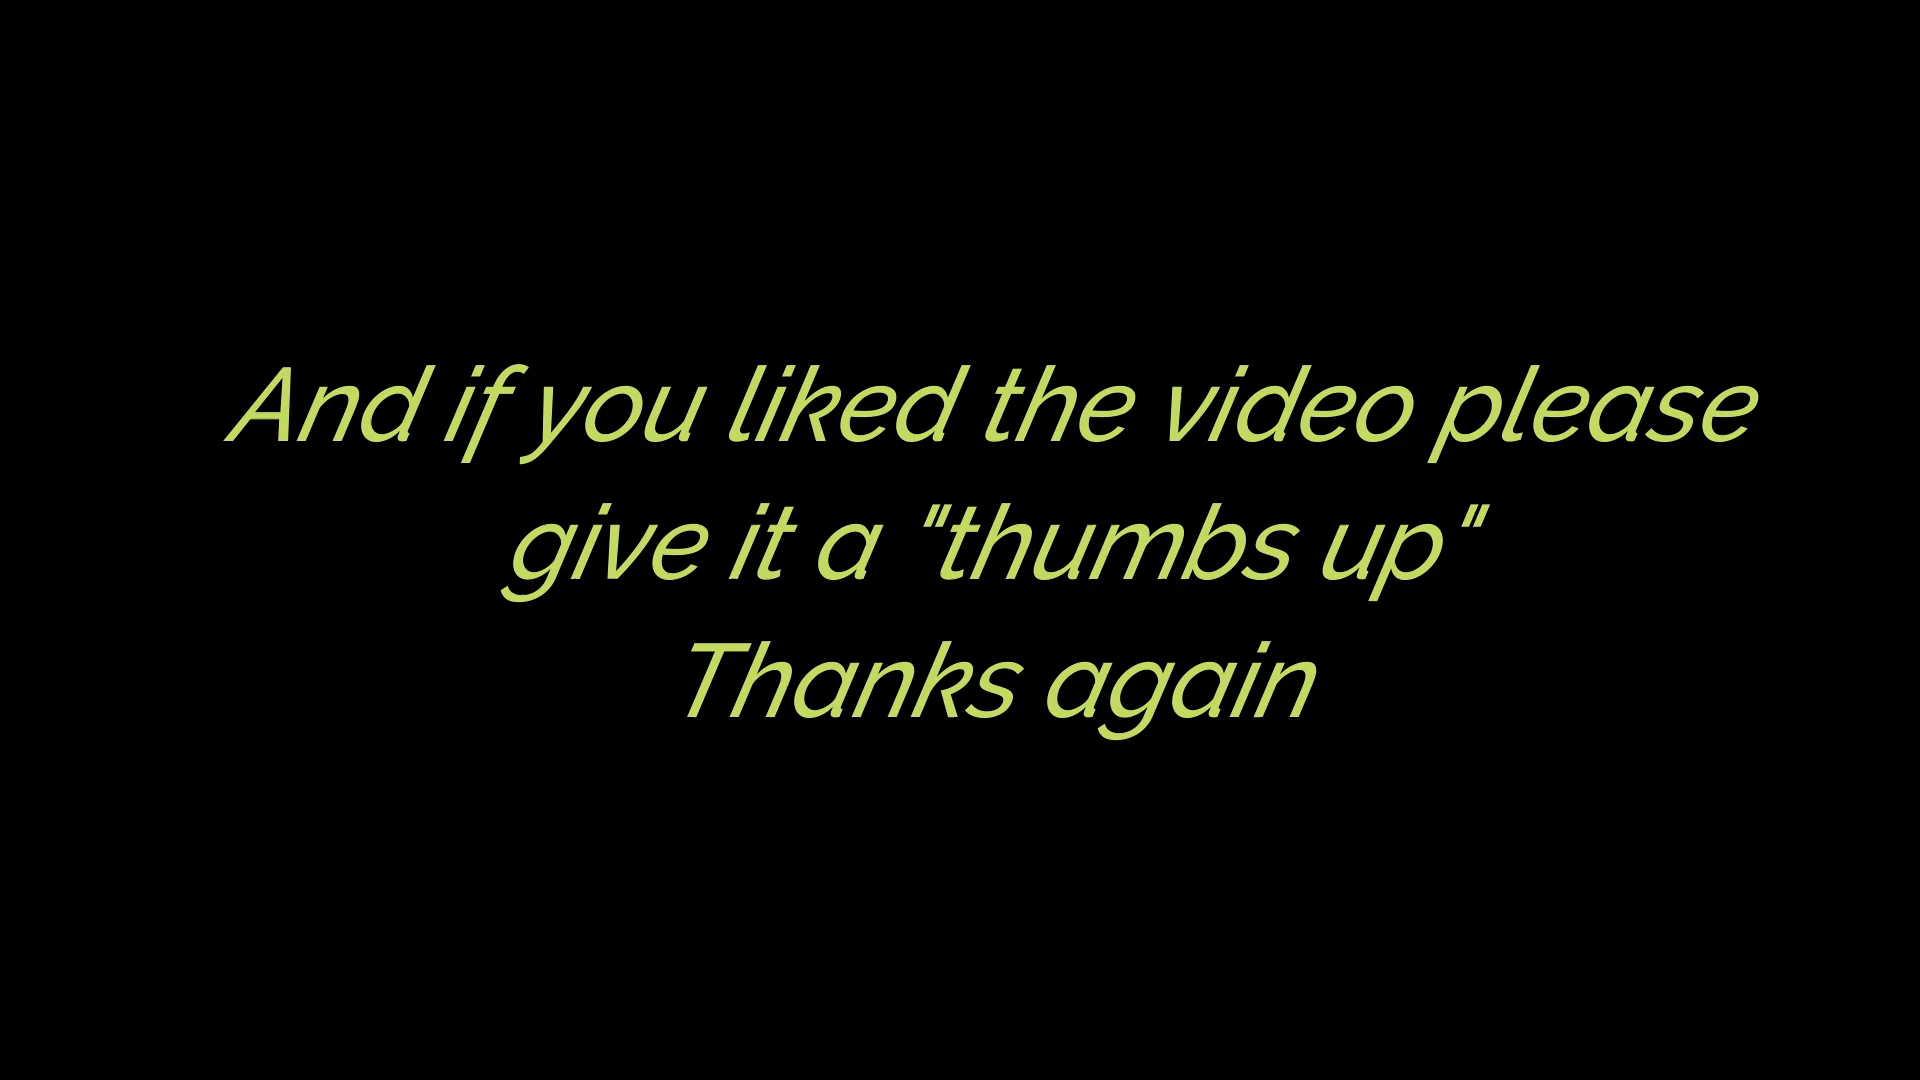 And if you liked the video please
give it a "thumbs up"
Thanks again